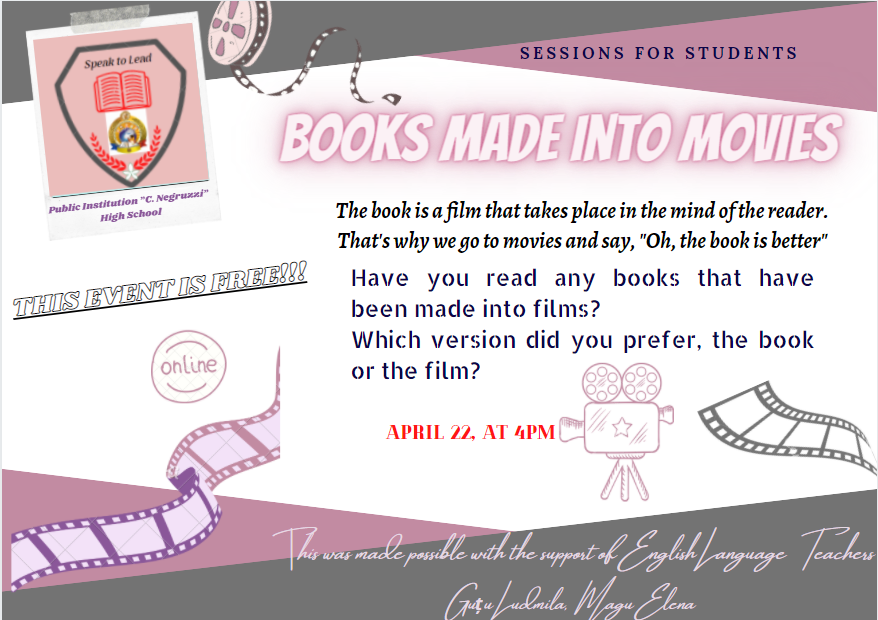 SESSIONS FOR STUDENTS
Speak to Lead
BOOKS MADE INTO MOVIES
Public Institution "C. Negruzzi"
High School
The book is a film that takes place in the mind of the reader.
That's why we go to movies and say, "Oh, the book is better"
THIS EVENT IS FREE!!!
Have you read any books that have
been made into films?
Which version did you prefer, the book
or the film?
online
APRIL 22, AT 4PM
This was made possible with the support of English Language Teachers
Guțu Ludmila, Magu Elena